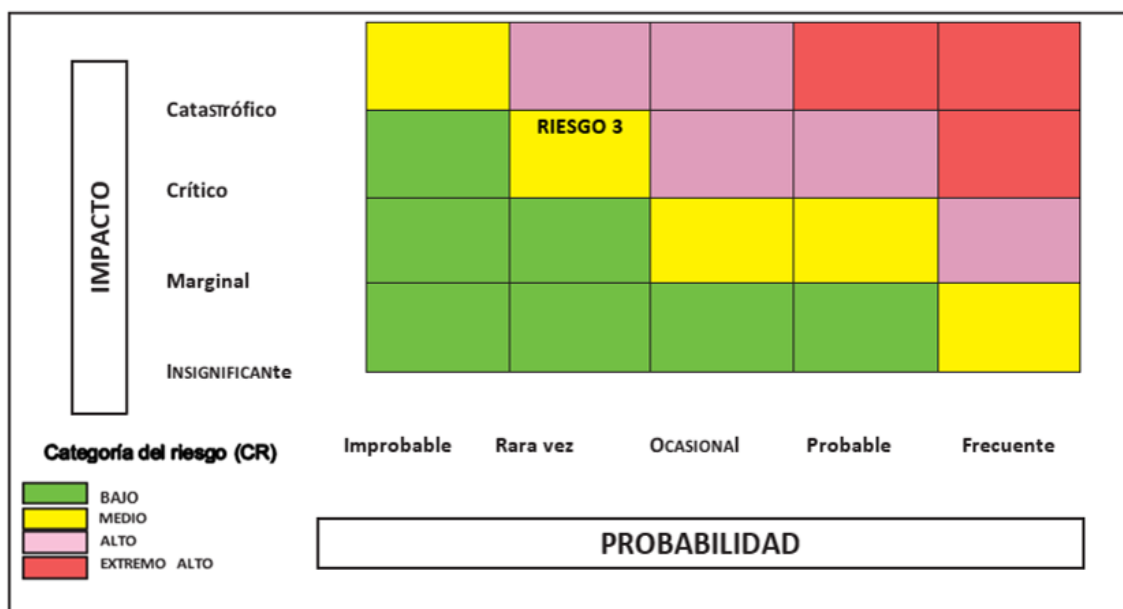 Catastrófico
RIESGO 3
IMPACTO
Crítico
Marginal
INSIGNIFICANte
Categoría del riesgo (CR)
Improbable Rara vez OCASIONAl Probable Frecuente
BAJO
MEDIO
ALTO
EXTREMO ALTO
PROBABILIDAD